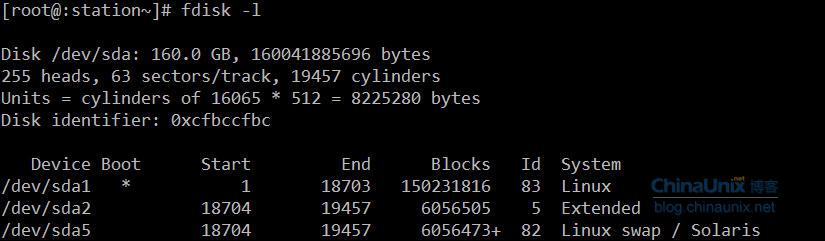 [root@:station~]# fdisk -l
Disk /dev/sda: 160.0 GB, 160041885696 bytes
255 heads, 63 sectors/track, 19457 cylinders
Units = cylinders of 16065 * 512 = 8225280 bytes
Disk identifier: 0xcfbccfbc
Device Boot Start End Blocks Id System
/dev/sda1 * 1 18703 150231816 83 Linux
/dev/sda2 18704 19457 6056505 5 Extended
/dev/sda5 18704 19457 6056473+ 82 Linux swap / Solaris
ChinaUnix.net 博客
blog.chinaunix.net